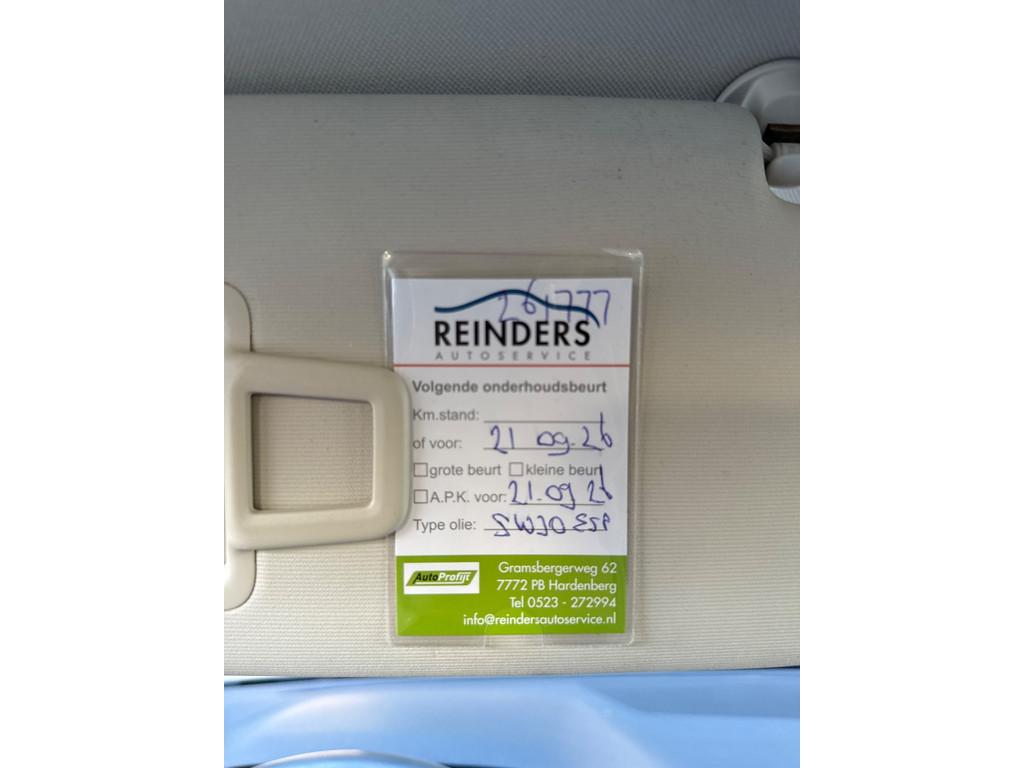 261777
REINDERS
AUTOSERVICE
Volgende onderhoudsbeurt
Km.stand:
of voor: 21 09-26
grote beurt kleine beurt
A.P.K. voor: 21.09 26
Type olie: 5W30 ESP
AutoProfijt
Gramsbergerweg 62
7772 PB Hardenberg
Tel 0523 - 272994
info@reindersautoservice.nl